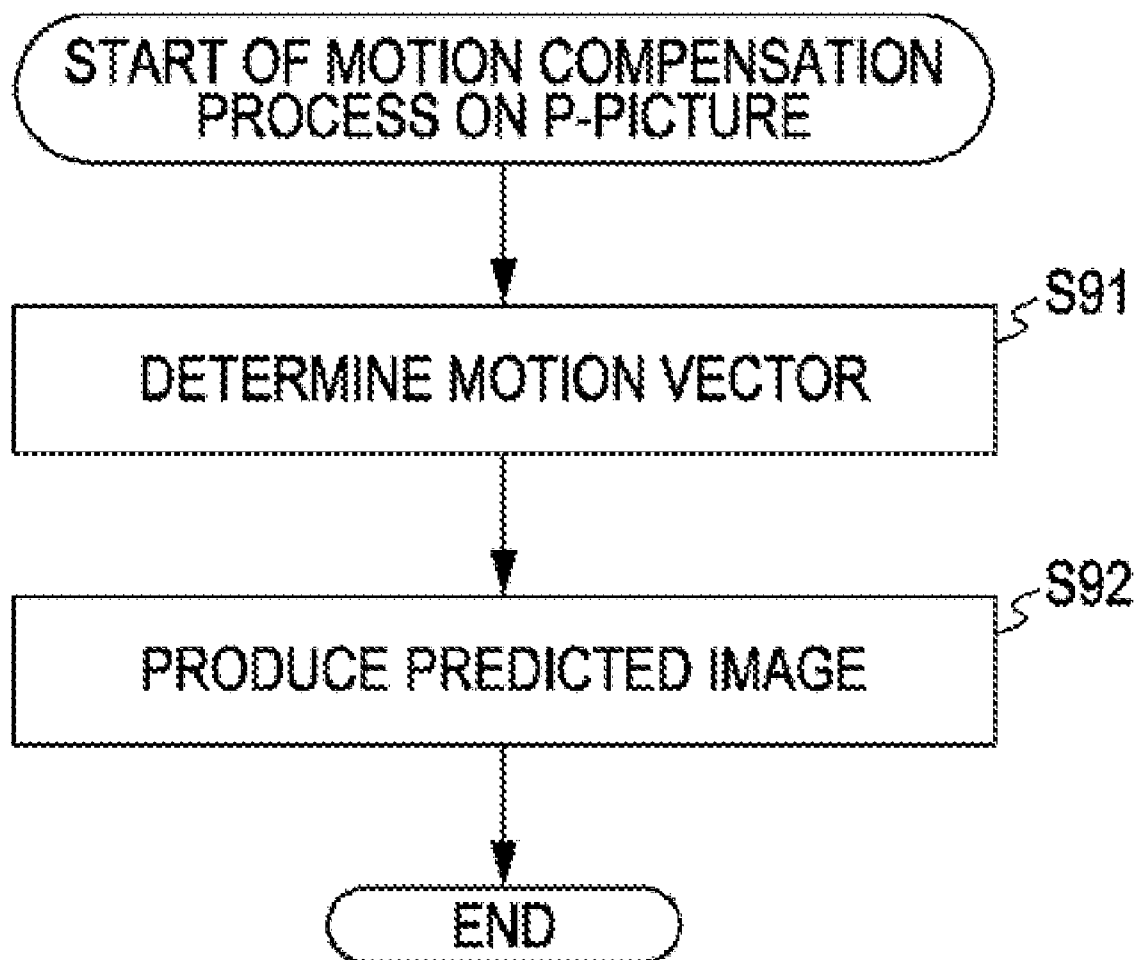 START OF MOTION COMPENSATION
PROCESS ON P-PICTURE
S91
DETERMINE MOTION VECTOR
S92
PRODUCE PREDICTED IMAGE
END